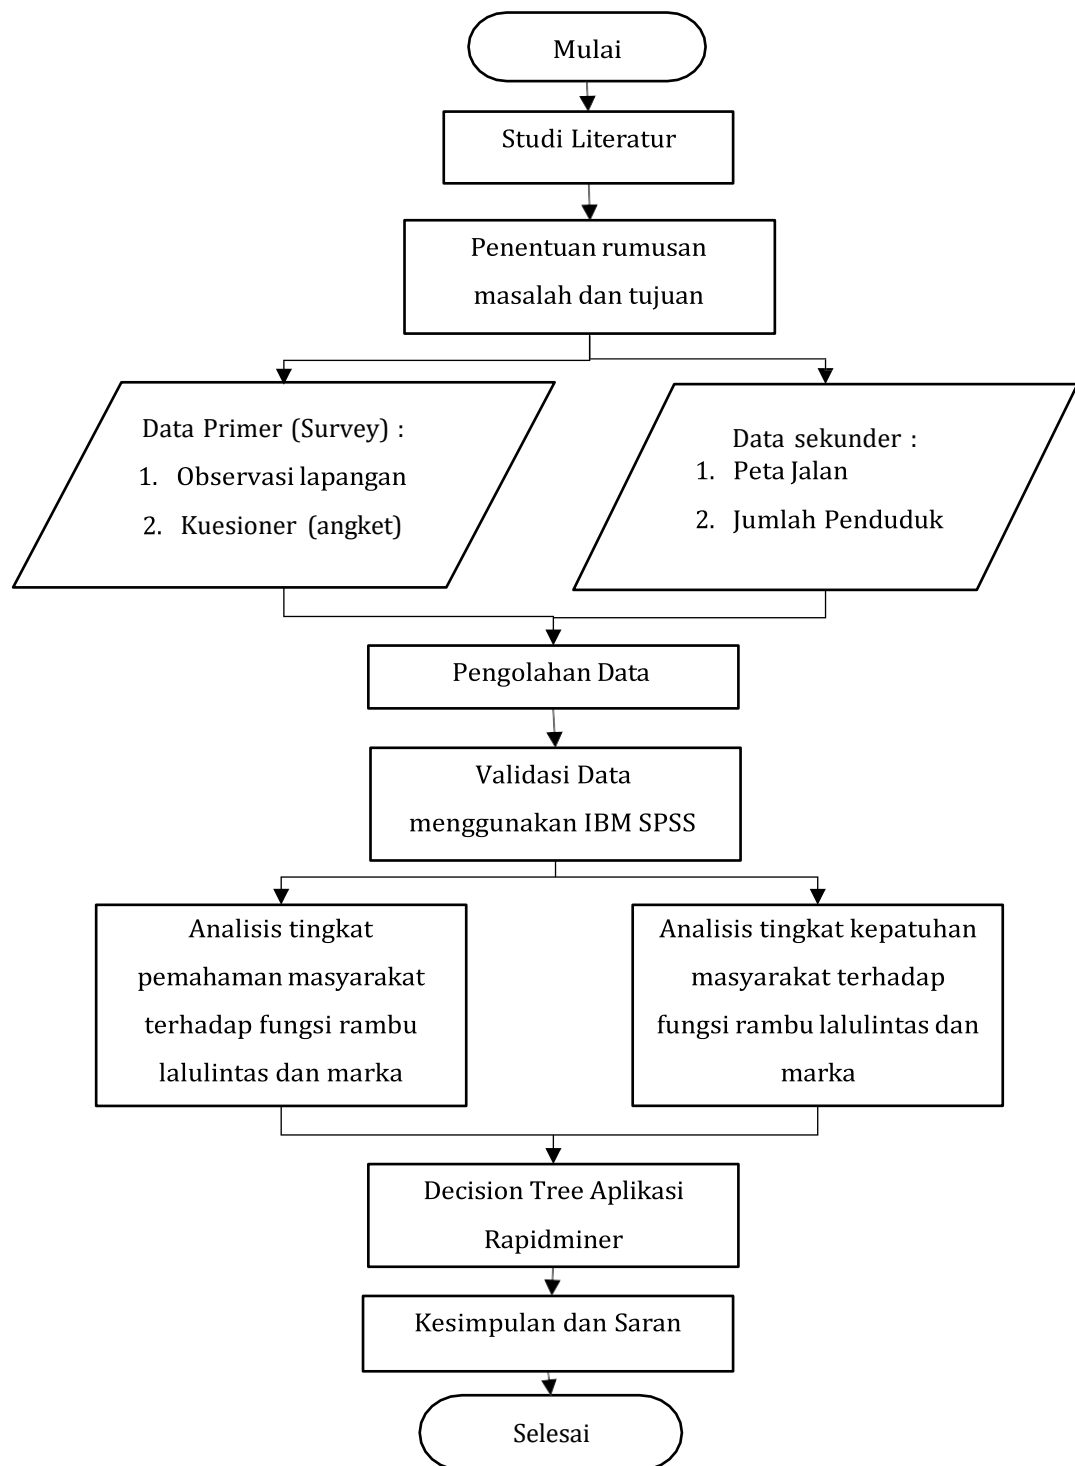 Mulai
Studi Literatur
Penentuan rumusan
masalah dan tujuan
Data Primer (Survey) :
1. Observasi lapangan
2. Kuesioner (angket)
Data sekunder :
1. Peta Jalan
2. Jumlah Penduduk
Pengolahan Data
Validasi Data
menggunakan IBM SPSS
Analisis tingkat
pemahaman masyarakat
terhadap fungsi rambu
lalulintas dan marka
Analisis tingkat kepatuhan
masyarakat terhadap
fungsi rambu lalulintas dan
marka
Decision Tree Aplikasi
Rapidminer
Kesimpulan dan Saran
Selesai